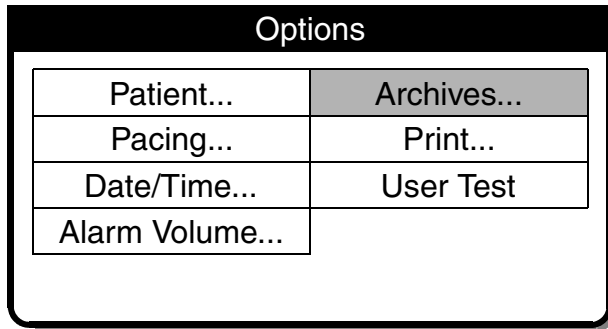 Options
Patient... Archives...
Pacing... Print...
Date/Time... User Test
Alarm Volume...